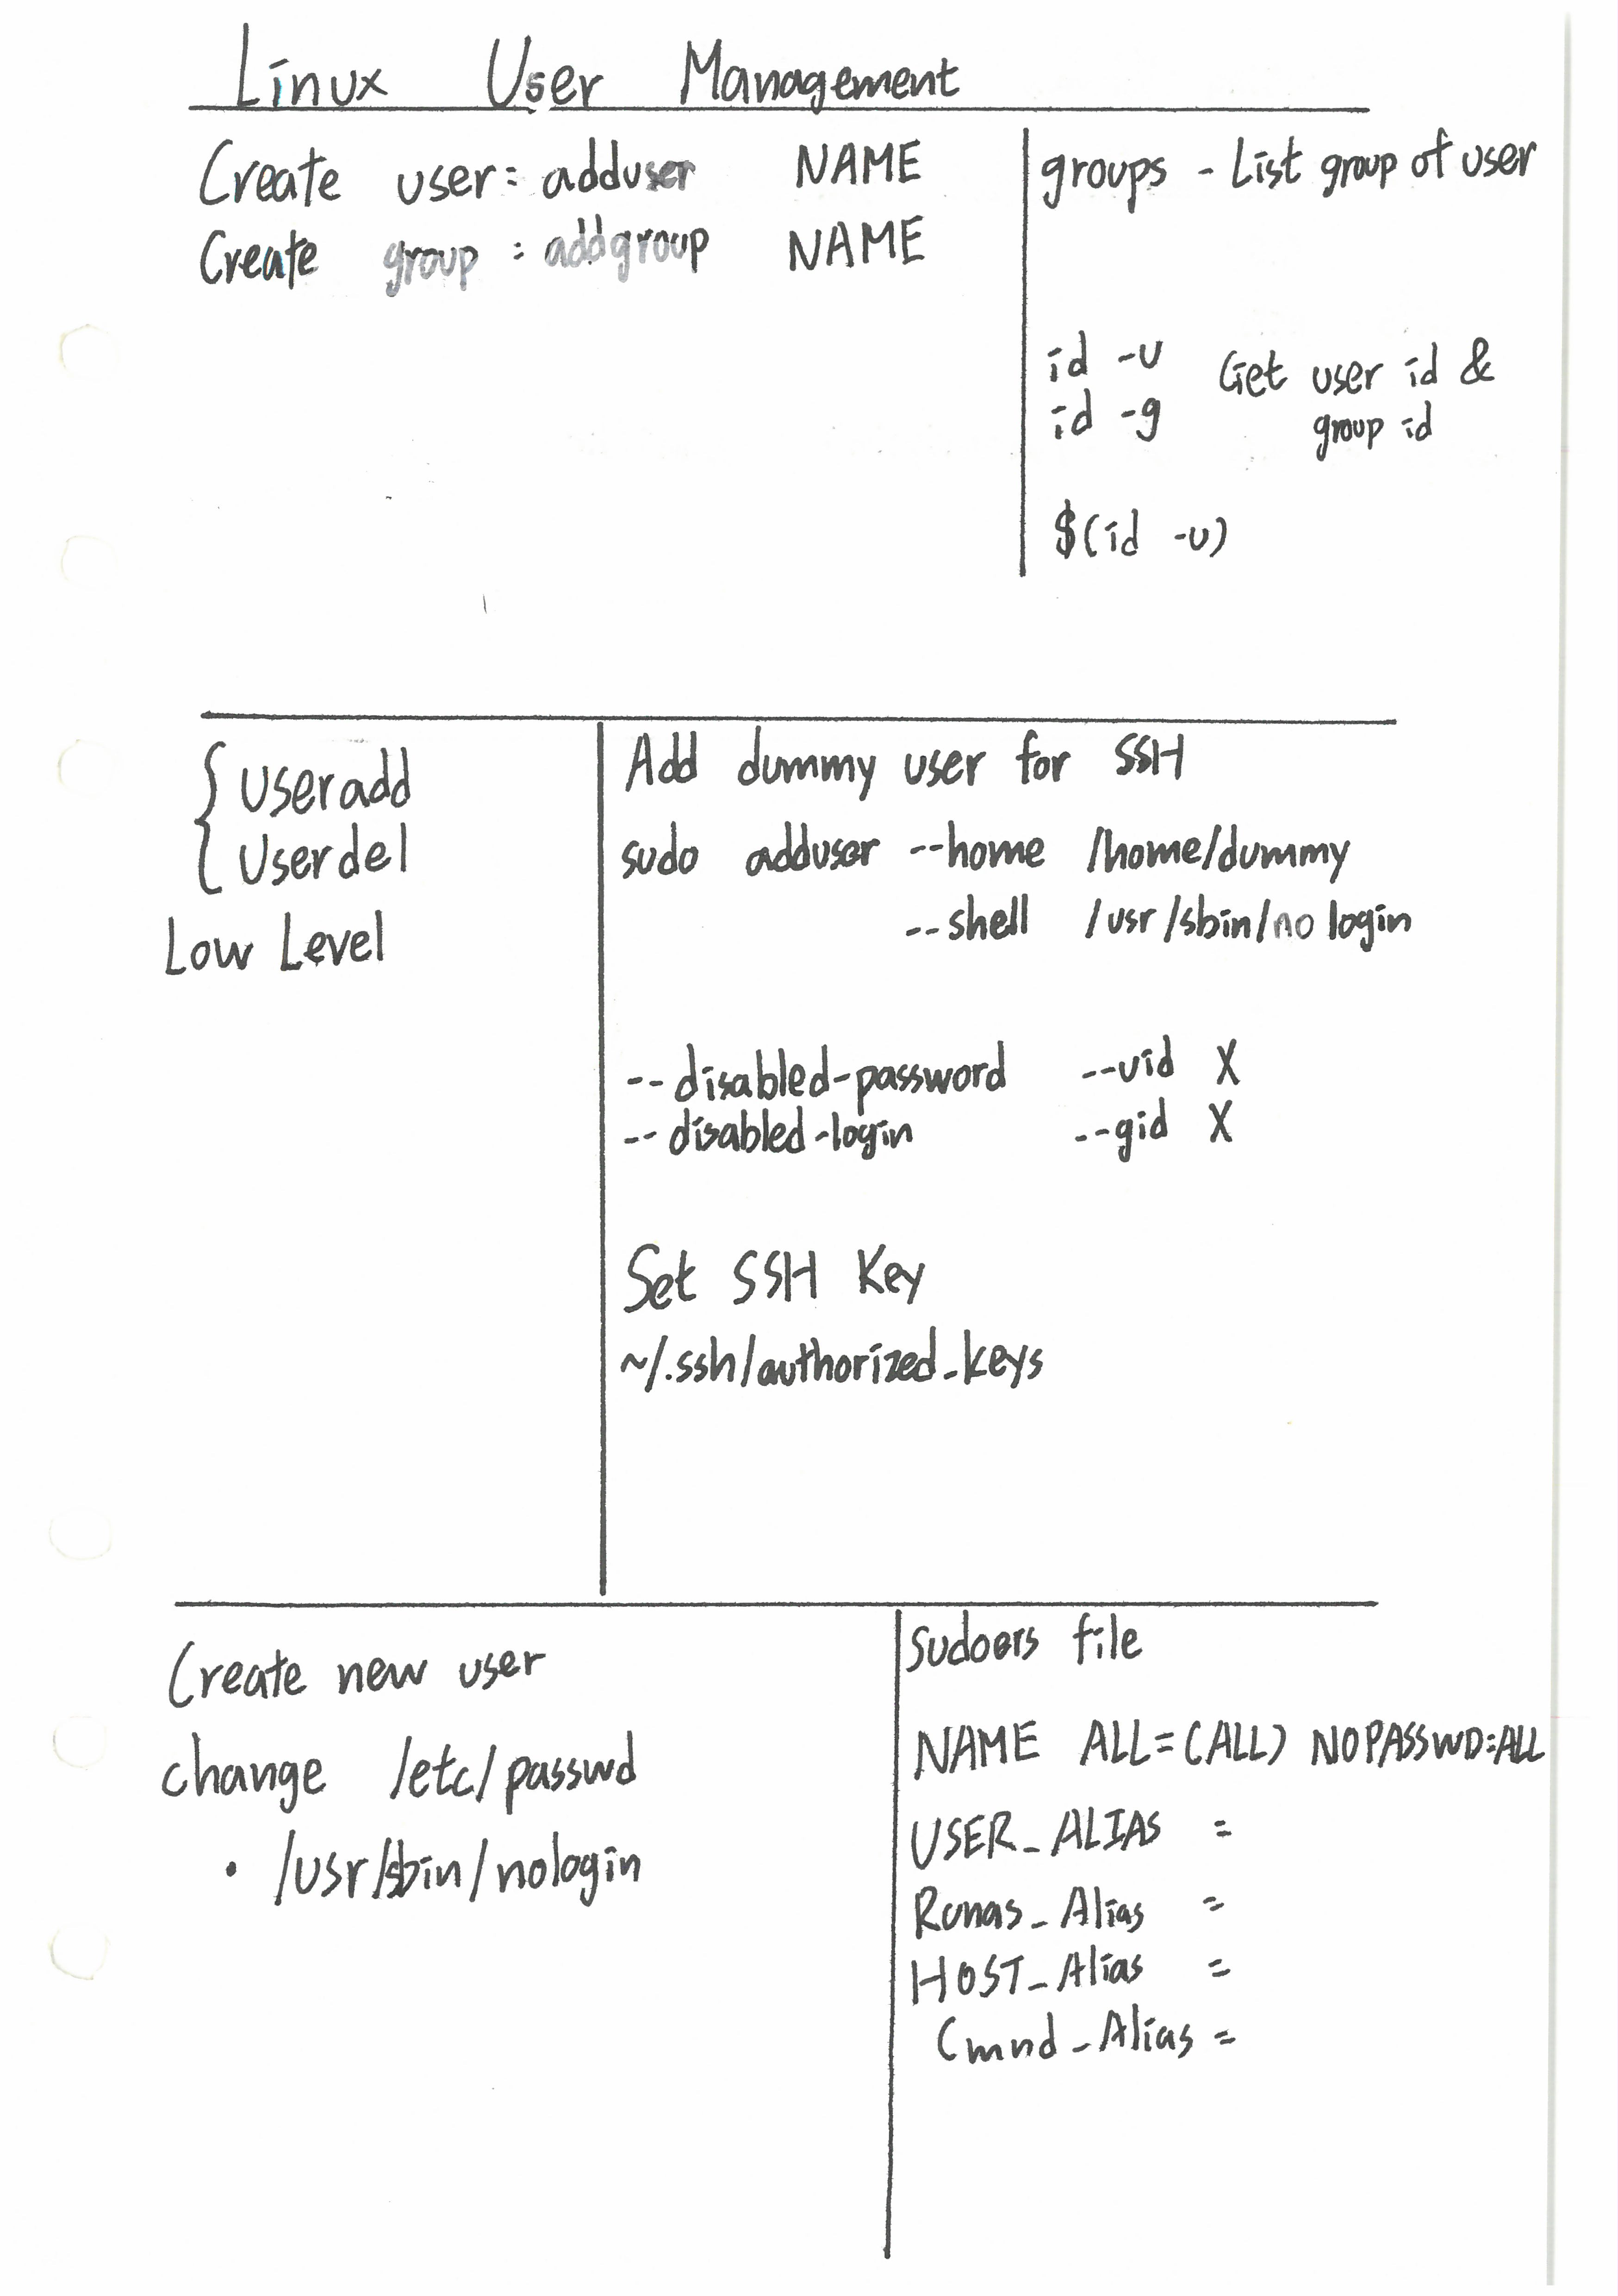 Linux User Management
Create user: adduser NAME
Create group : addgroup NAME
groups - List group of user
id -u Get user id &
id -g group id
$(id -u)
{ Useradd
{ Userdel
Low Level
Add dummy user for SSH
sudo adduser --home /home/dummy
--shell /usr/sbin/nologin
--disabled-password --uid X
--disabled-login --gid X
Set SSH Key
~/.ssh/authorized_keys
Create new user
change /etc/passwd
• /usr/sbin/nologin
Sudoers file
NAME ALL=(ALL) NOPASSWD:ALL
USER_ALIAS =
Runas_Alias =
HOST_Alias =
Cmnd_Alias =